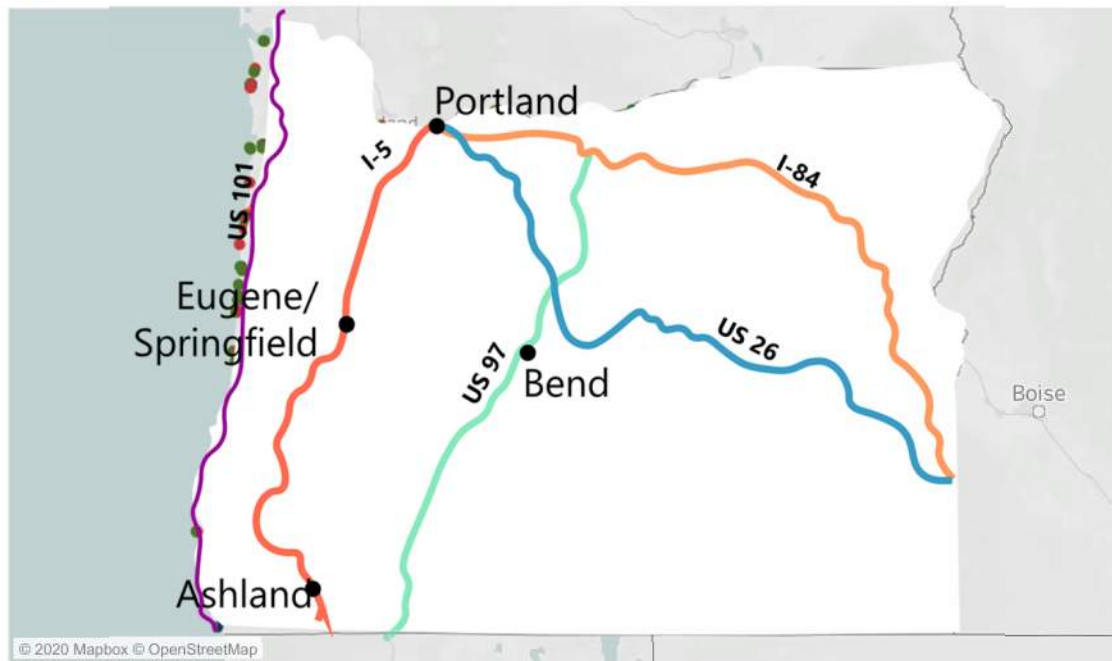 Portland
I-5
I-84
US 101
Eugene/
Springfield
US 97
US 26
Bend
Boise
Ashland
© 2020 Mapbox © OpenStreetMap